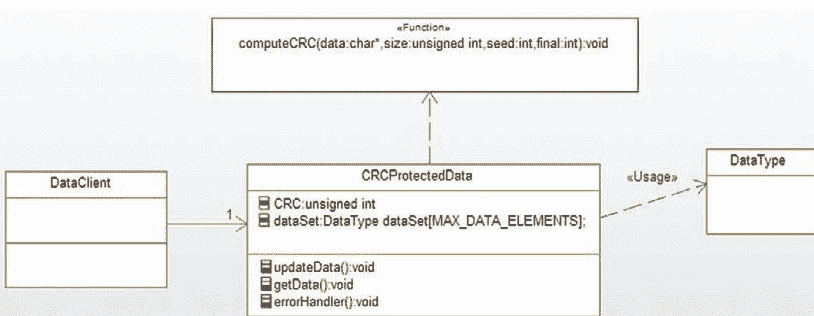 «Function»
computeCRC(data:char*,size:unsigned int,seed:int,final:int):void
DataClient
1
CRCProtectedData
CRC:unsigned int
dataSet:DataType dataSet[MAX_DATA_ELEMENTS];
updateData():void
getData():void
errorHandler():void
«Usage»
DataType